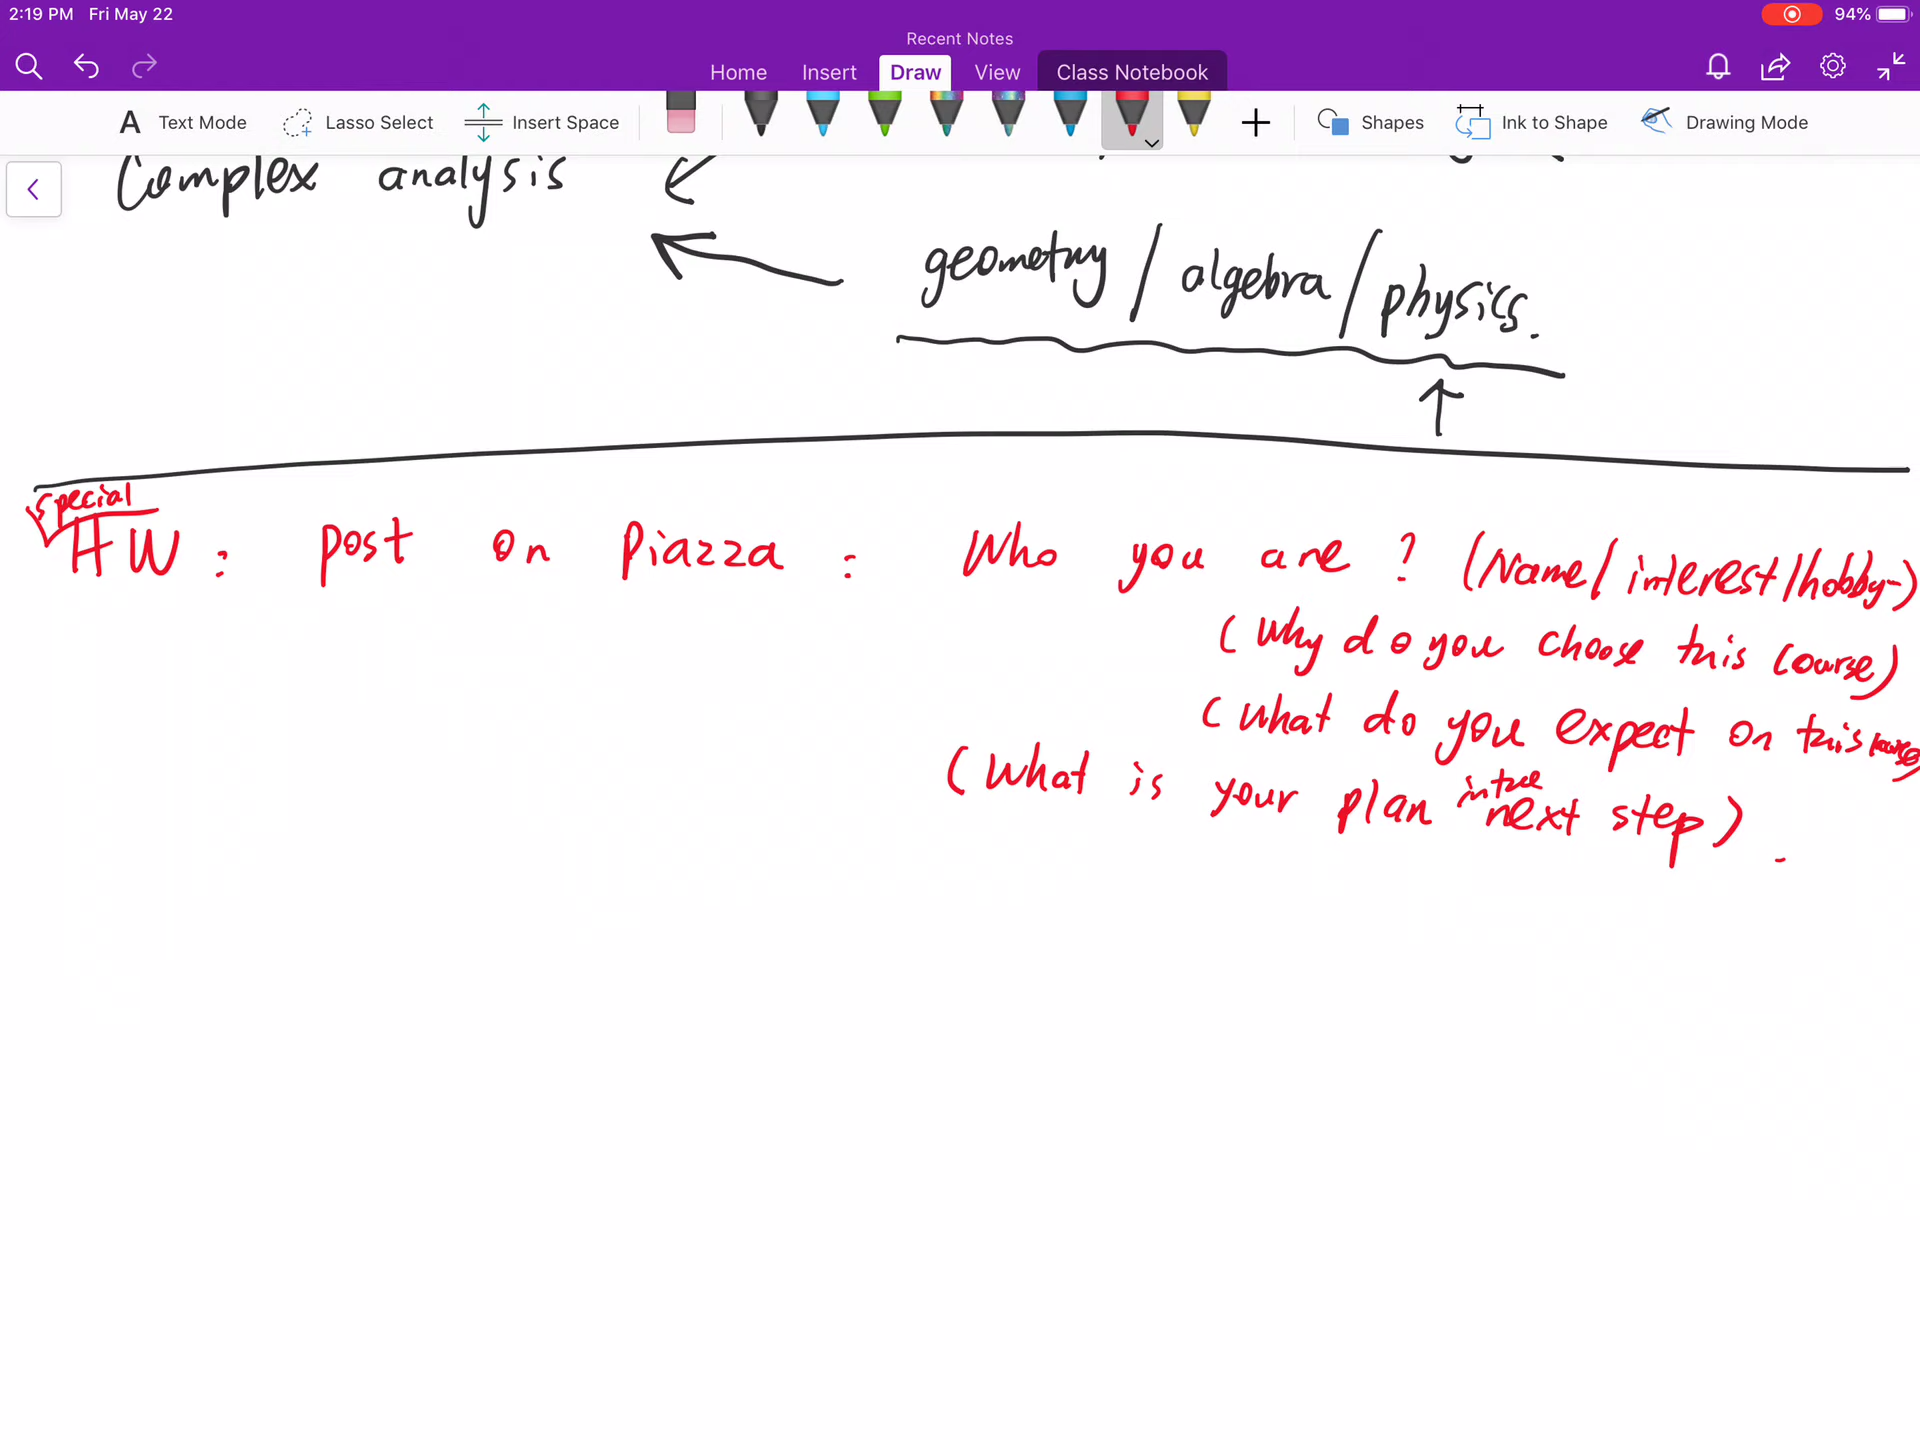 2:19 PM Fri May 22
94%
Recent Notes
Home Insert Draw View Class Notebook
A Text Mode Lasso Select Insert Space Shapes Ink to Shape Drawing Mode
Complex analysis
geometry / algebra / physics.
special
HW : post on Piazza : Who you are ? (Name / interest / hobby-)
(Why do you choose this course)
(What do you expect on this course)
(What is your plan in the next step) .